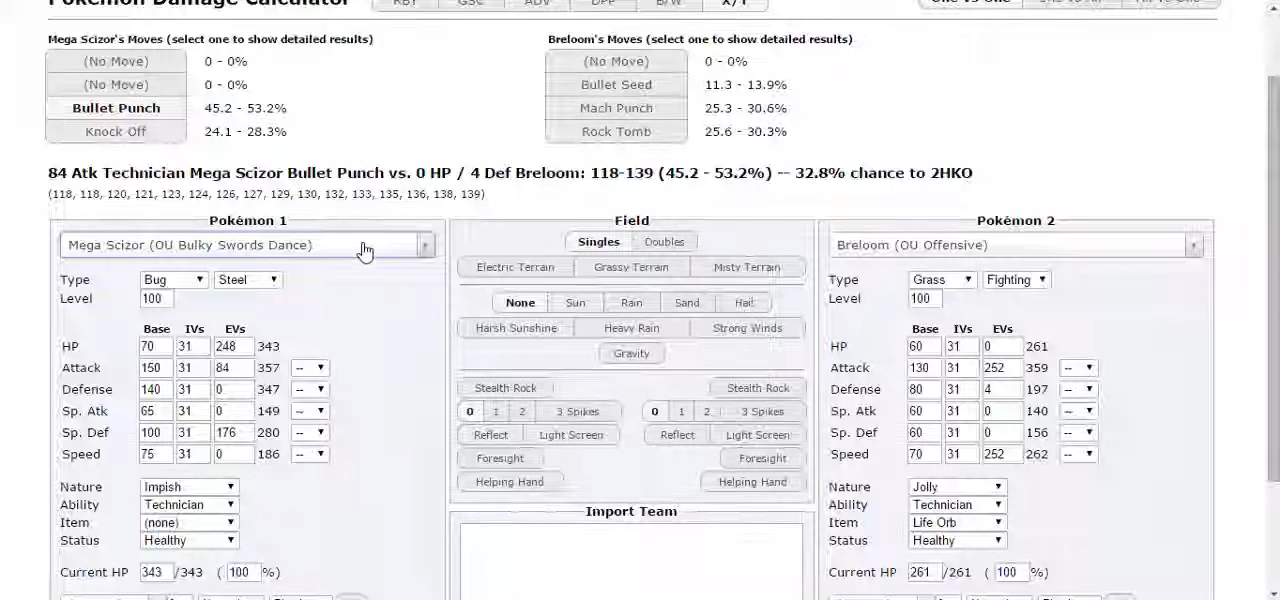 Pokémon Damage Calculator RBY GSC ADV DPP B/W X/Y One vs One
Mega Scizor's Moves (select one to show detailed results) Breloom's Moves (select one to show detailed results)
(No Move) 0 - 0% (No Move) 0 - 0%
(No Move) 0 - 0% Bullet Seed 11.3 - 13.9%
Bullet Punch 45.2 - 53.2% Mach Punch 25.3 - 30.6%
Knock Off 24.1 - 28.3% Rock Tomb 25.6 - 30.3%
84 Atk Technician Mega Scizor Bullet Punch vs. 0 HP / 4 Def Breloom: 118-139 (45.2 - 53.2%) -- 32.8% chance to 2HKO
(118, 118, 120, 121, 123, 124, 126, 127, 129, 130, 132, 133, 135, 136, 138, 139)
Pokémon 1 Field Pokémon 2
Mega Scizor (OU Bulky Swords Dance) Singles Doubles Breloom (OU Offensive)
Electric Terrain Grassy Terrain Misty Terrain
Type Bug Steel Type Grass Fighting
Level 100 None Sun Rain Sand Hail Level 100
Base IVs EVs Harsh Sunshine Heavy Rain Strong Winds Base IVs EVs
HP 70 31 248 343 Gravity HP 60 31 0 261
Attack 150 31 84 357 -- Attack 130 31 252 359 --
Defense 140 31 0 347 -- Stealth Rock Stealth Rock Defense 80 31 4 197 --
Sp. Atk 65 31 0 149 -- 0 1 2 3 Spikes 0 1 2 3 Spikes Sp. Atk 60 31 0 140 --
Sp. Def 100 31 176 280 -- Reflect Light Screen Reflect Light Screen Sp. Def 60 31 0 156 --
Speed 75 31 0 186 -- Foresight Foresight Speed 70 31 252 262 --
Nature Impish Helping Hand Helping Hand Nature Jolly
Ability Technician Import Team Ability Technician
Item (none) Item Life Orb
Status Healthy Status Healthy
Current HP 343 /343 ( 100 %) Current HP 261 /261 ( 100 %)